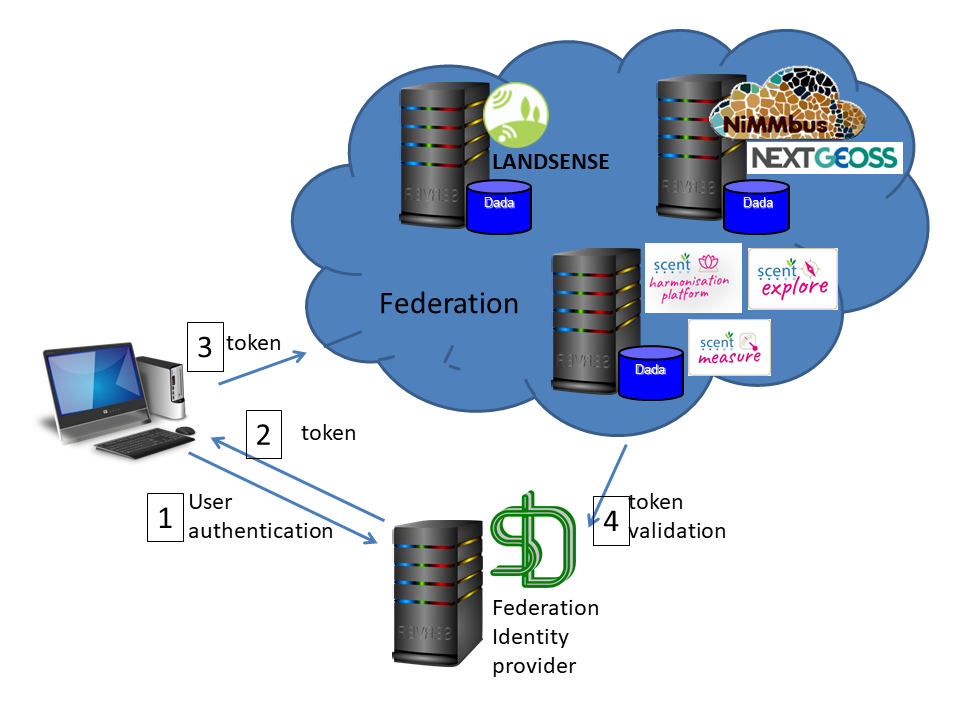 LANDSENSE
NiMMbus
NEXTGEOSS
Dada
Dada
scent
harmonisation
platform
scent
explore
Federation
scent
measure
Dada
3
token
2
token
1
User
authentication
4
token
validation
SD
Federation
Identity
provider